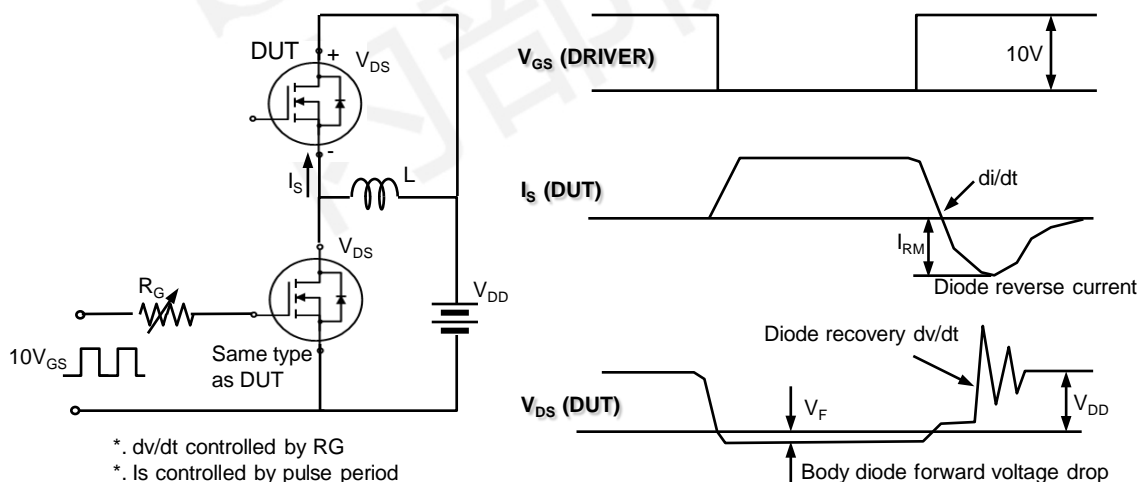 DUT
+
V_DS
-
I_S
L
V_DS
R_G
V_DD
10V_GS
Same type
as DUT
*. dv/dt controlled by RG
*. Is controlled by pulse period
V_GS (DRIVER)
10V
I_S (DUT)
di/dt
I_RM
Diode reverse current
Diode recovery dv/dt
V_DS (DUT)
V_F
V_DD
Body diode forward voltage drop